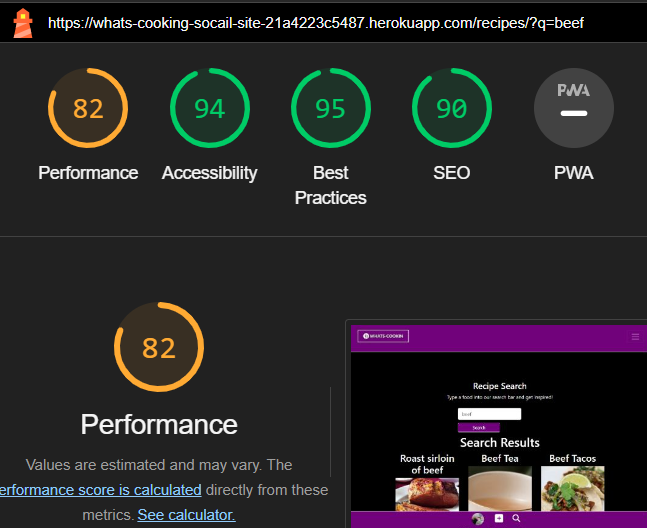 https://whats-cooking-socail-site-21a4223c5487.herokuapp.com/recipes/?q=beef
82
94
95
90
PWA
Performance
Accessibility
Best
Practices
SEO
PWA
82
Performance
Values are estimated and may vary. The
erformance score is calculated directly from these
metrics. See calculator.
WHATS-COOKIN
Recipe Search
Type a food into our search bar and get inspired!
beef
Search
Search Results
Roast sirloin
of beef
Beef Tea
Beef Tacos